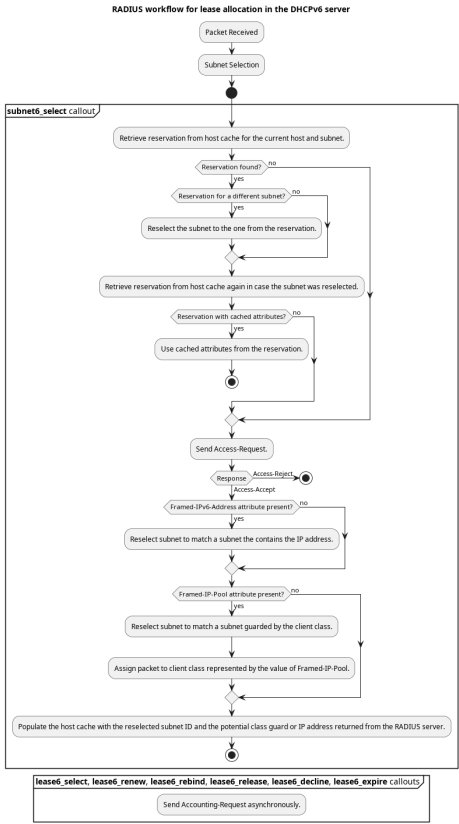 RADIUS workflow for lease allocation in the DHCPv6 server
Packet Received
Subnet Selection
subnet6_select callout
Retrieve reservation from host cache for the current host and subnet.
Reservation found?
no
yes
Reservation for a different subnet?
no
yes
Reselect the subnet to the one from the reservation.
Retrieve reservation from host cache again in case the subnet was reselected.
Reservation with cached attributes?
no
yes
Use cached attributes from the reservation.
Send Access-Request.
Response
Access-Reject
Access-Accept
Framed-IPv6-Address attribute present?
no
yes
Reselect subnet to match a subnet the contains the IP address.
Framed-IP-Pool attribute present?
no
yes
Reselect subnet to match a subnet guarded by the client class.
Assign packet to client class represented by the value of Framed-IP-Pool.
Populate the host cache with the reselected subnet ID and the potential class guard or IP address returned from the RADIUS server.
lease6_select, lease6_renew, lease6_rebind, lease6_release, lease6_decline, lease6_expire callouts
Send Accounting-Request asynchronously.